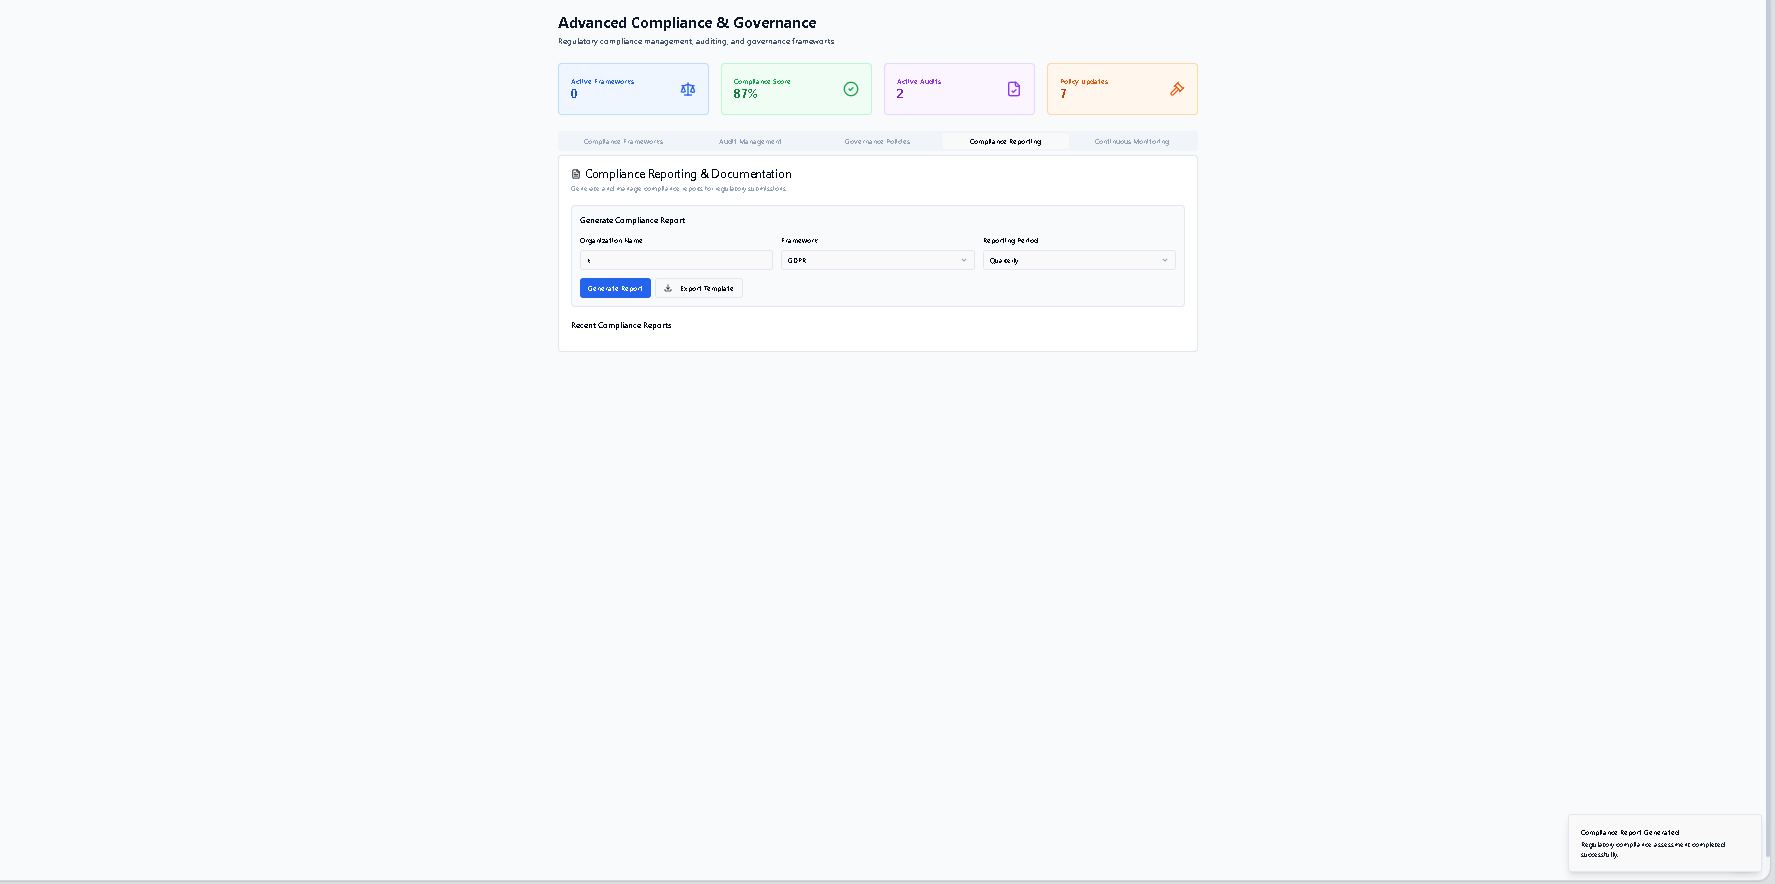 Advanced Compliance & Governance
Regulatory compliance management, auditing, and governance frameworks
Active Frameworks
0
Compliance Score
87%
Active Audits
2
Policy Updates
7
Compliance Frameworks
Audit Management
Governance Policies
Compliance Reporting
Continuous Monitoring
Compliance Reporting & Documentation
Generate and manage compliance reports for regulatory submissions
Generate Compliance Report
Organization Name
Framework
Reporting Period
t
GDPR
Quarterly
Generate Report
Export Template
Recent Compliance Reports
Compliance Report Generated
Regulatory compliance assessment completed
successfully.